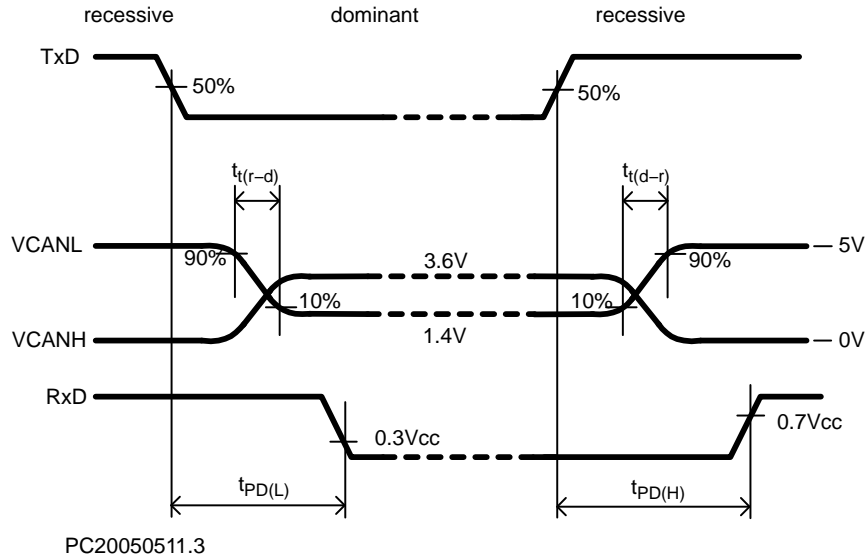 recessive dominant recessive
TxD
50% 50%
t_t(r−d) t_t(d−r)
VCANL 90% 3.6V 90% 5V
10% 10%
VCANH 1.4V 0V
RxD
0.3Vcc 0.7Vcc
t_PD(L) t_PD(H)
PC20050511.3